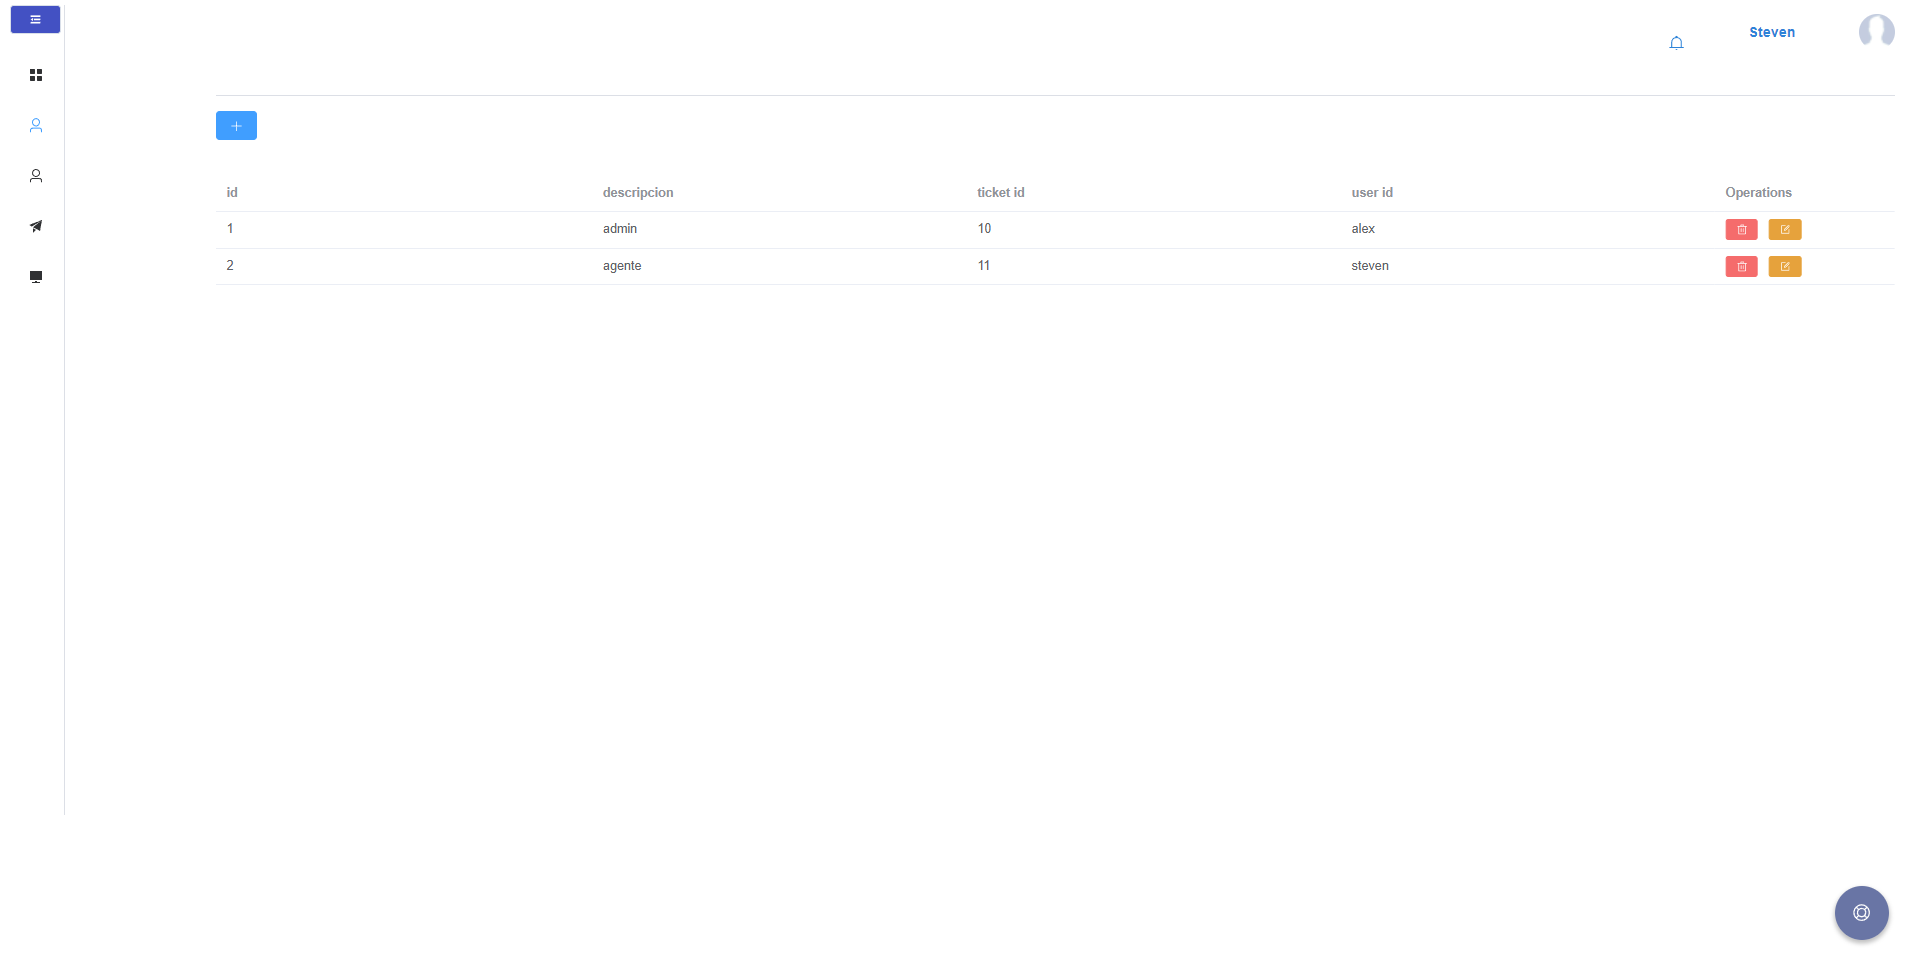 Steven
id descripcion ticket id user id Operations
1 admin 10 alex
2 agente 11 steven